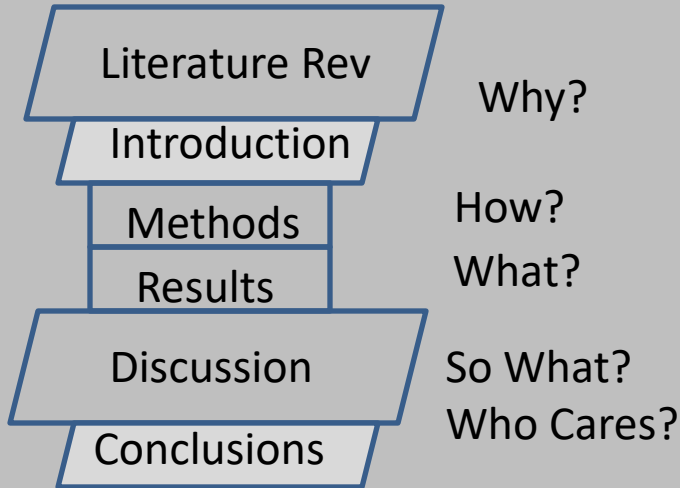 Literature Rev
Why?
Introduction
Methods
How?
Results
What?
Discussion
So What?
Conclusions
Who Cares?